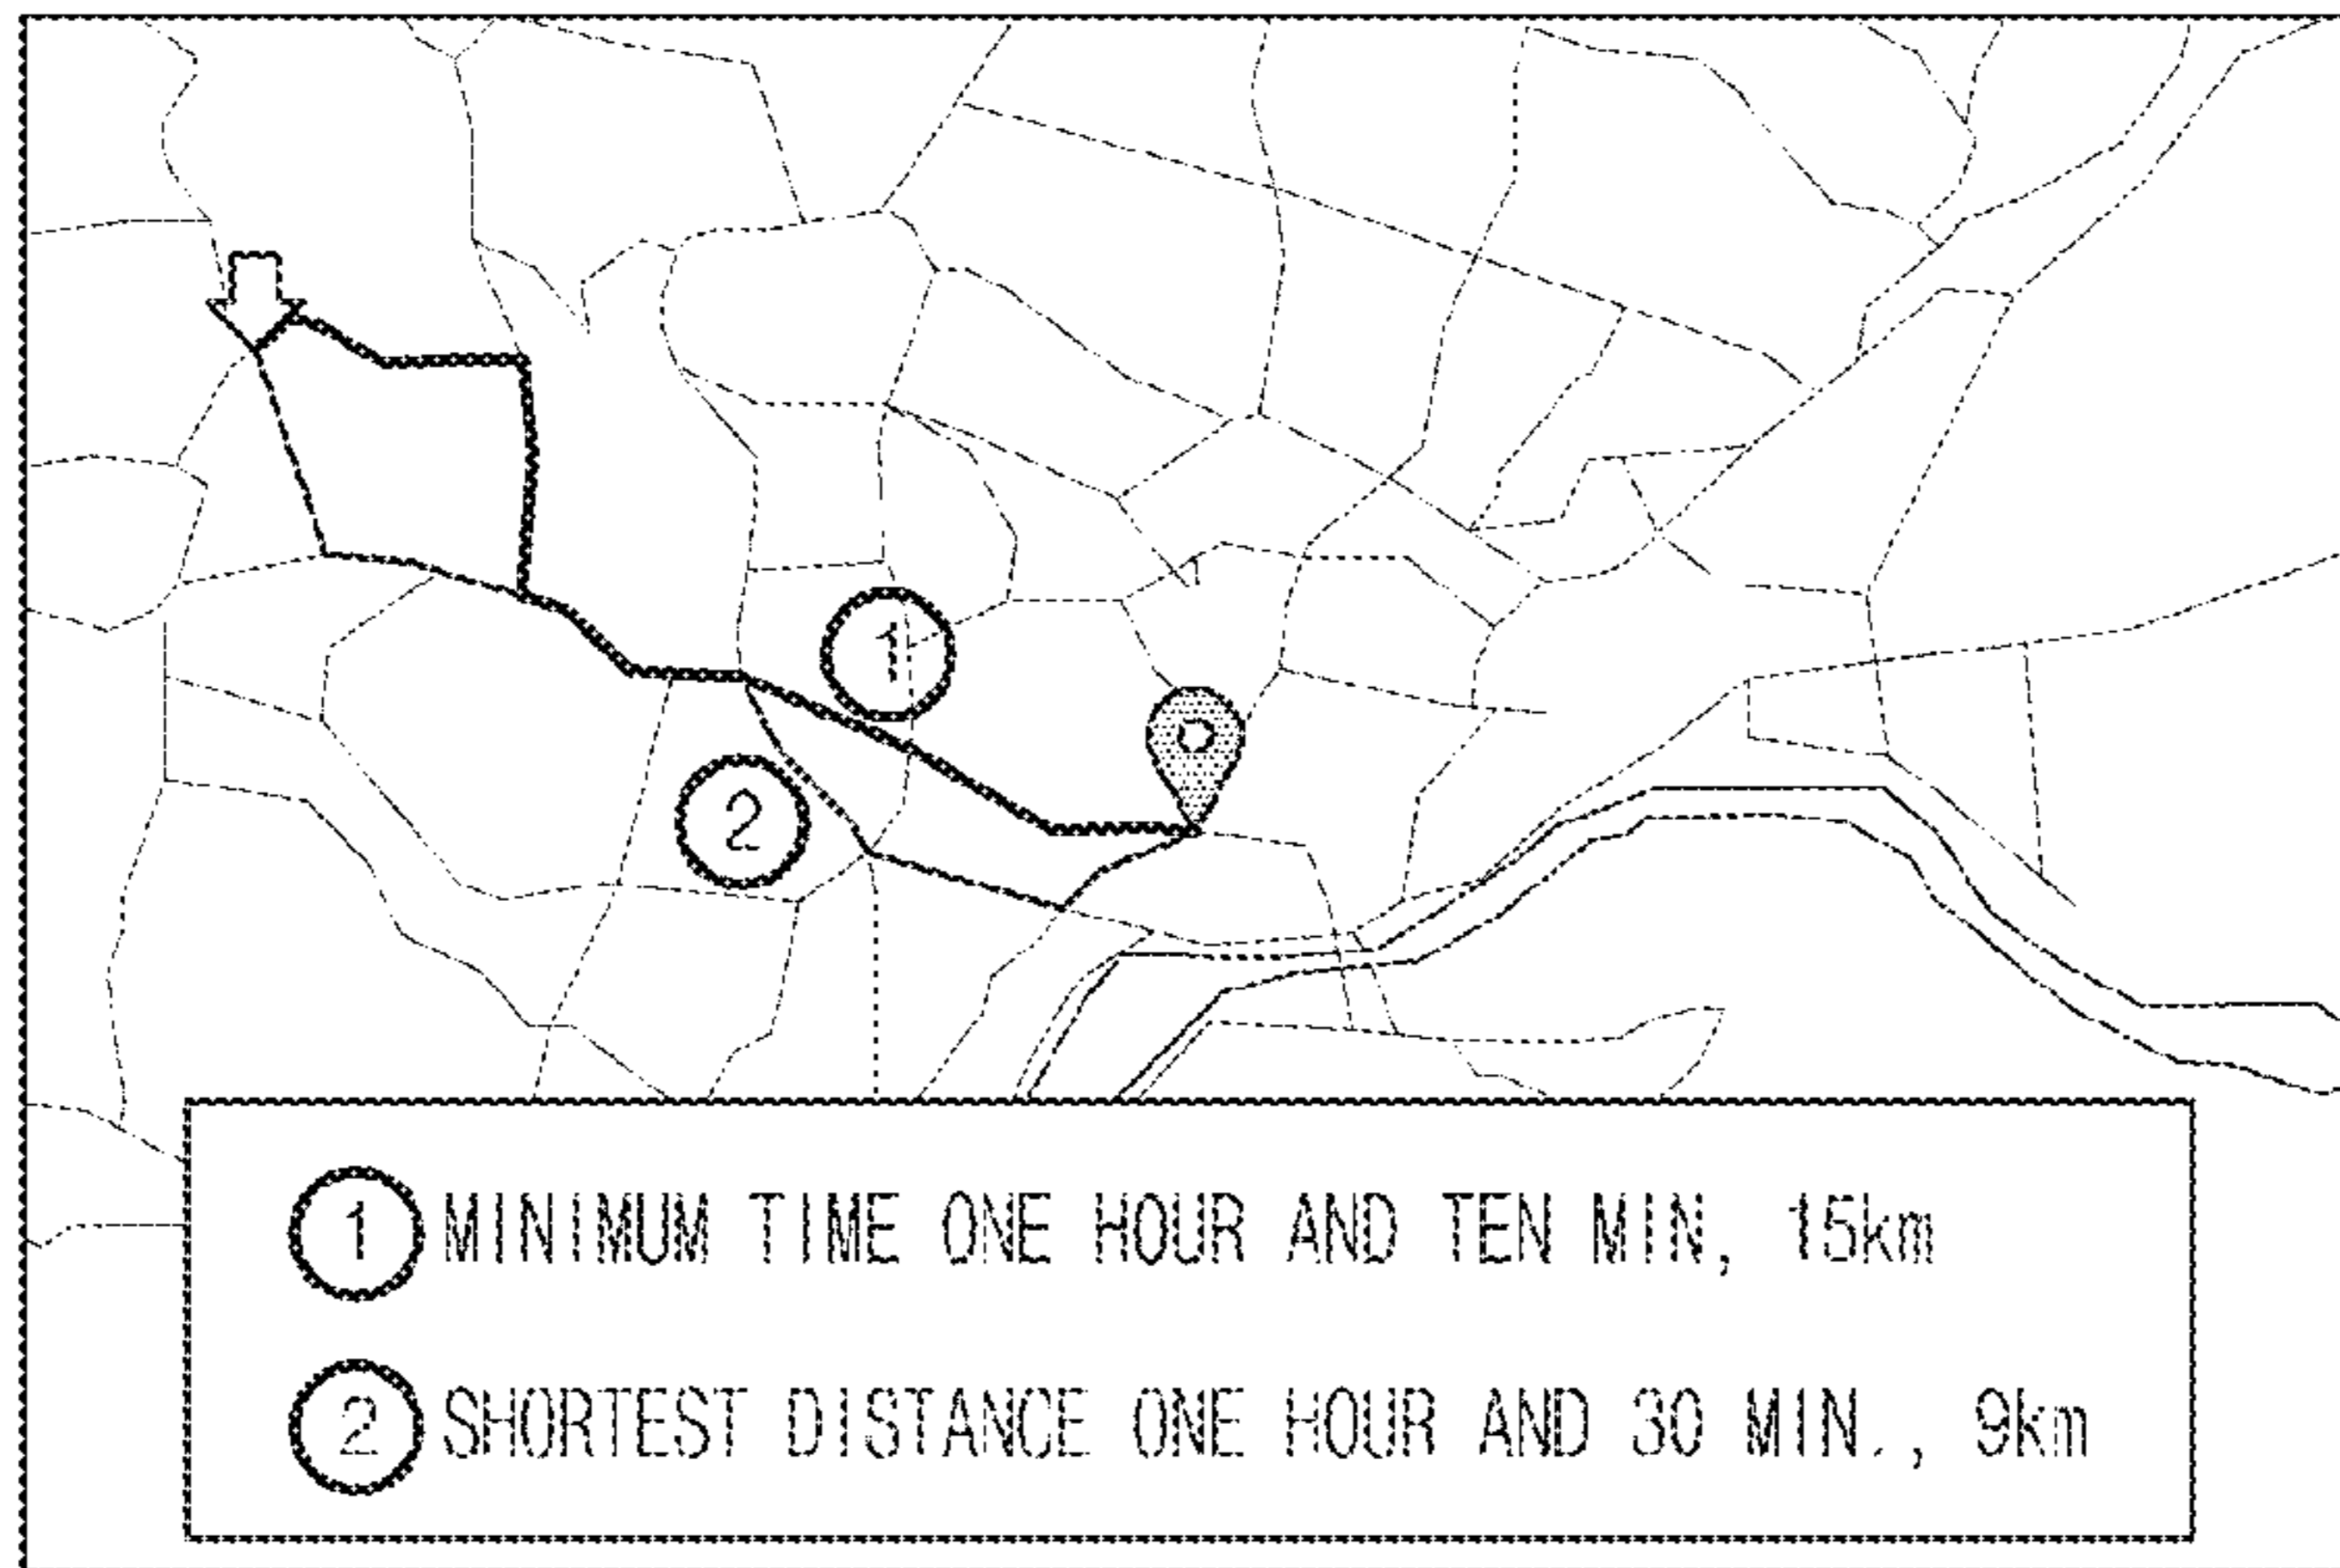 1
2
1 MINIMUM TIME ONE HOUR AND TEN MIN, 15km
2 SHORTEST DISTANCE ONE HOUR AND 30 MIN., 9km